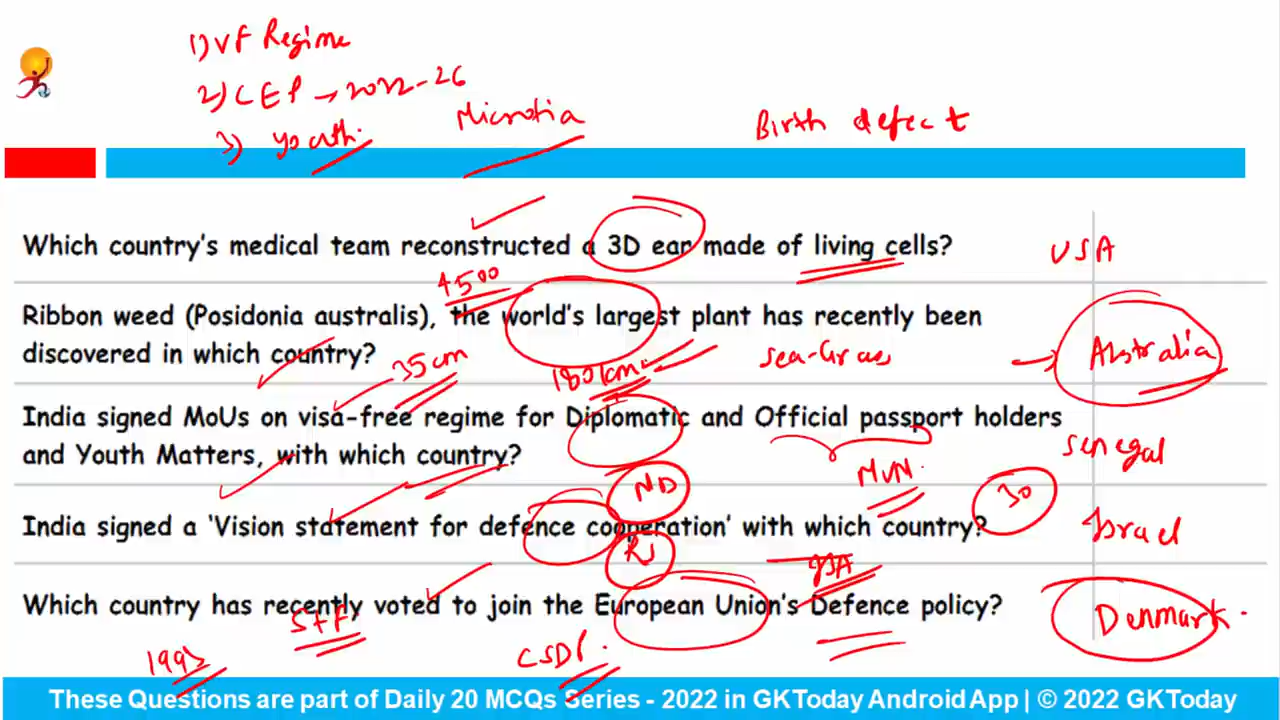 1) VF Regime
2) CEP → 2022-26
3) Youth.
Microtia
Birth defect
Which country's medical team reconstructed a 3D ear made of living cells?
USA
4500
Ribbon weed (Posidonia australis), the world's largest plant has recently been
discovered in which country?
Australia
35cm
180 km
Sea-Grass
India signed MoUs on visa-free regime for Diplomatic and Official passport holders
and Youth Matters, with which country?
Senegal
MVN.
ND
30
India signed a 'Vision statement for defence cooperation' with which country?
Israel
RS
Which country has recently voted to join the European Union's Defence policy?
Denmark.
1993
CSDP.
These Questions are part of Daily 20 MCQs Series - 2022 in GKToday Android App | © 2022 GKToday